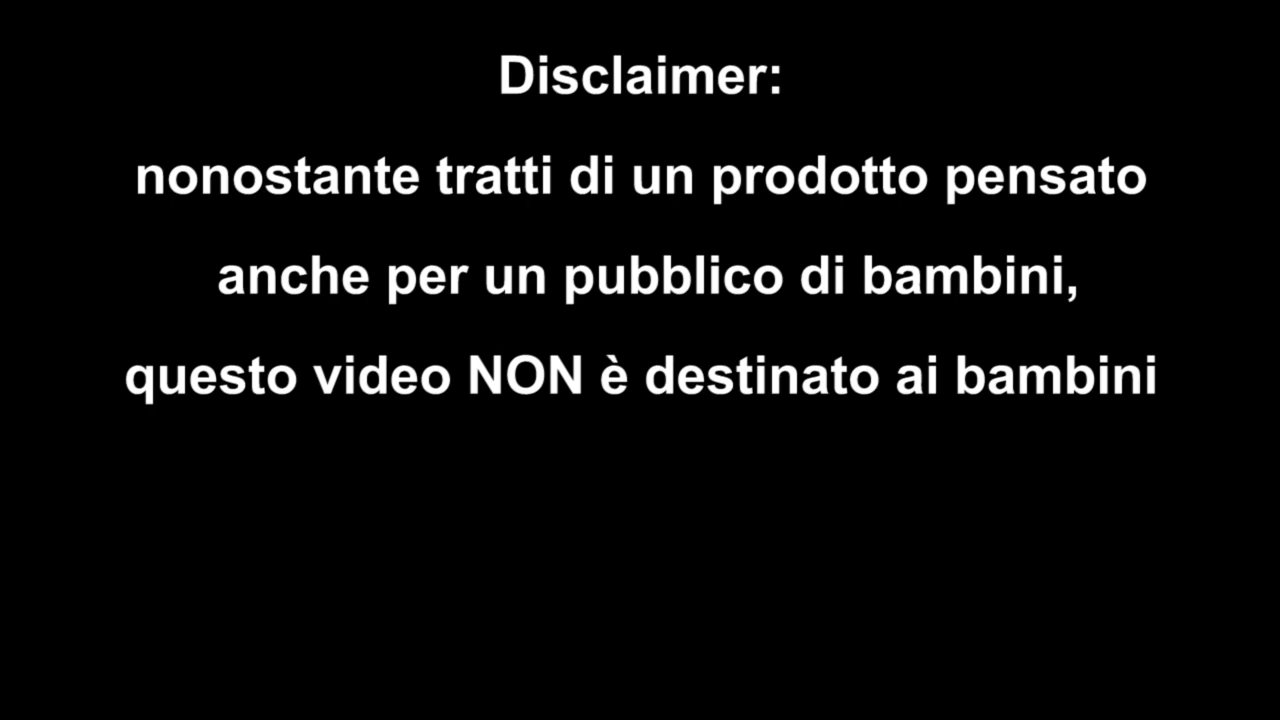 Disclaimer:
nonostante tratti di un prodotto pensato
anche per un pubblico di bambini,
questo video NON è destinato ai bambini